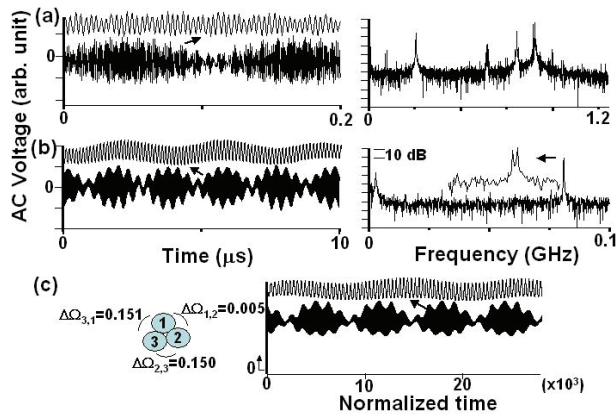 (a)
AC Voltage (arb. unit)
0
0
0.2
0
1.2
(b)
0
10 dB
0
10
0
0.1
Time (μs)
Frequency (GHz)
(c)
ΔΩ3,1=0.151
ΔΩ1,2=0.005
1
3
2
ΔΩ2,3=0.150
0
0
10
20
(x10³)
Normalized time